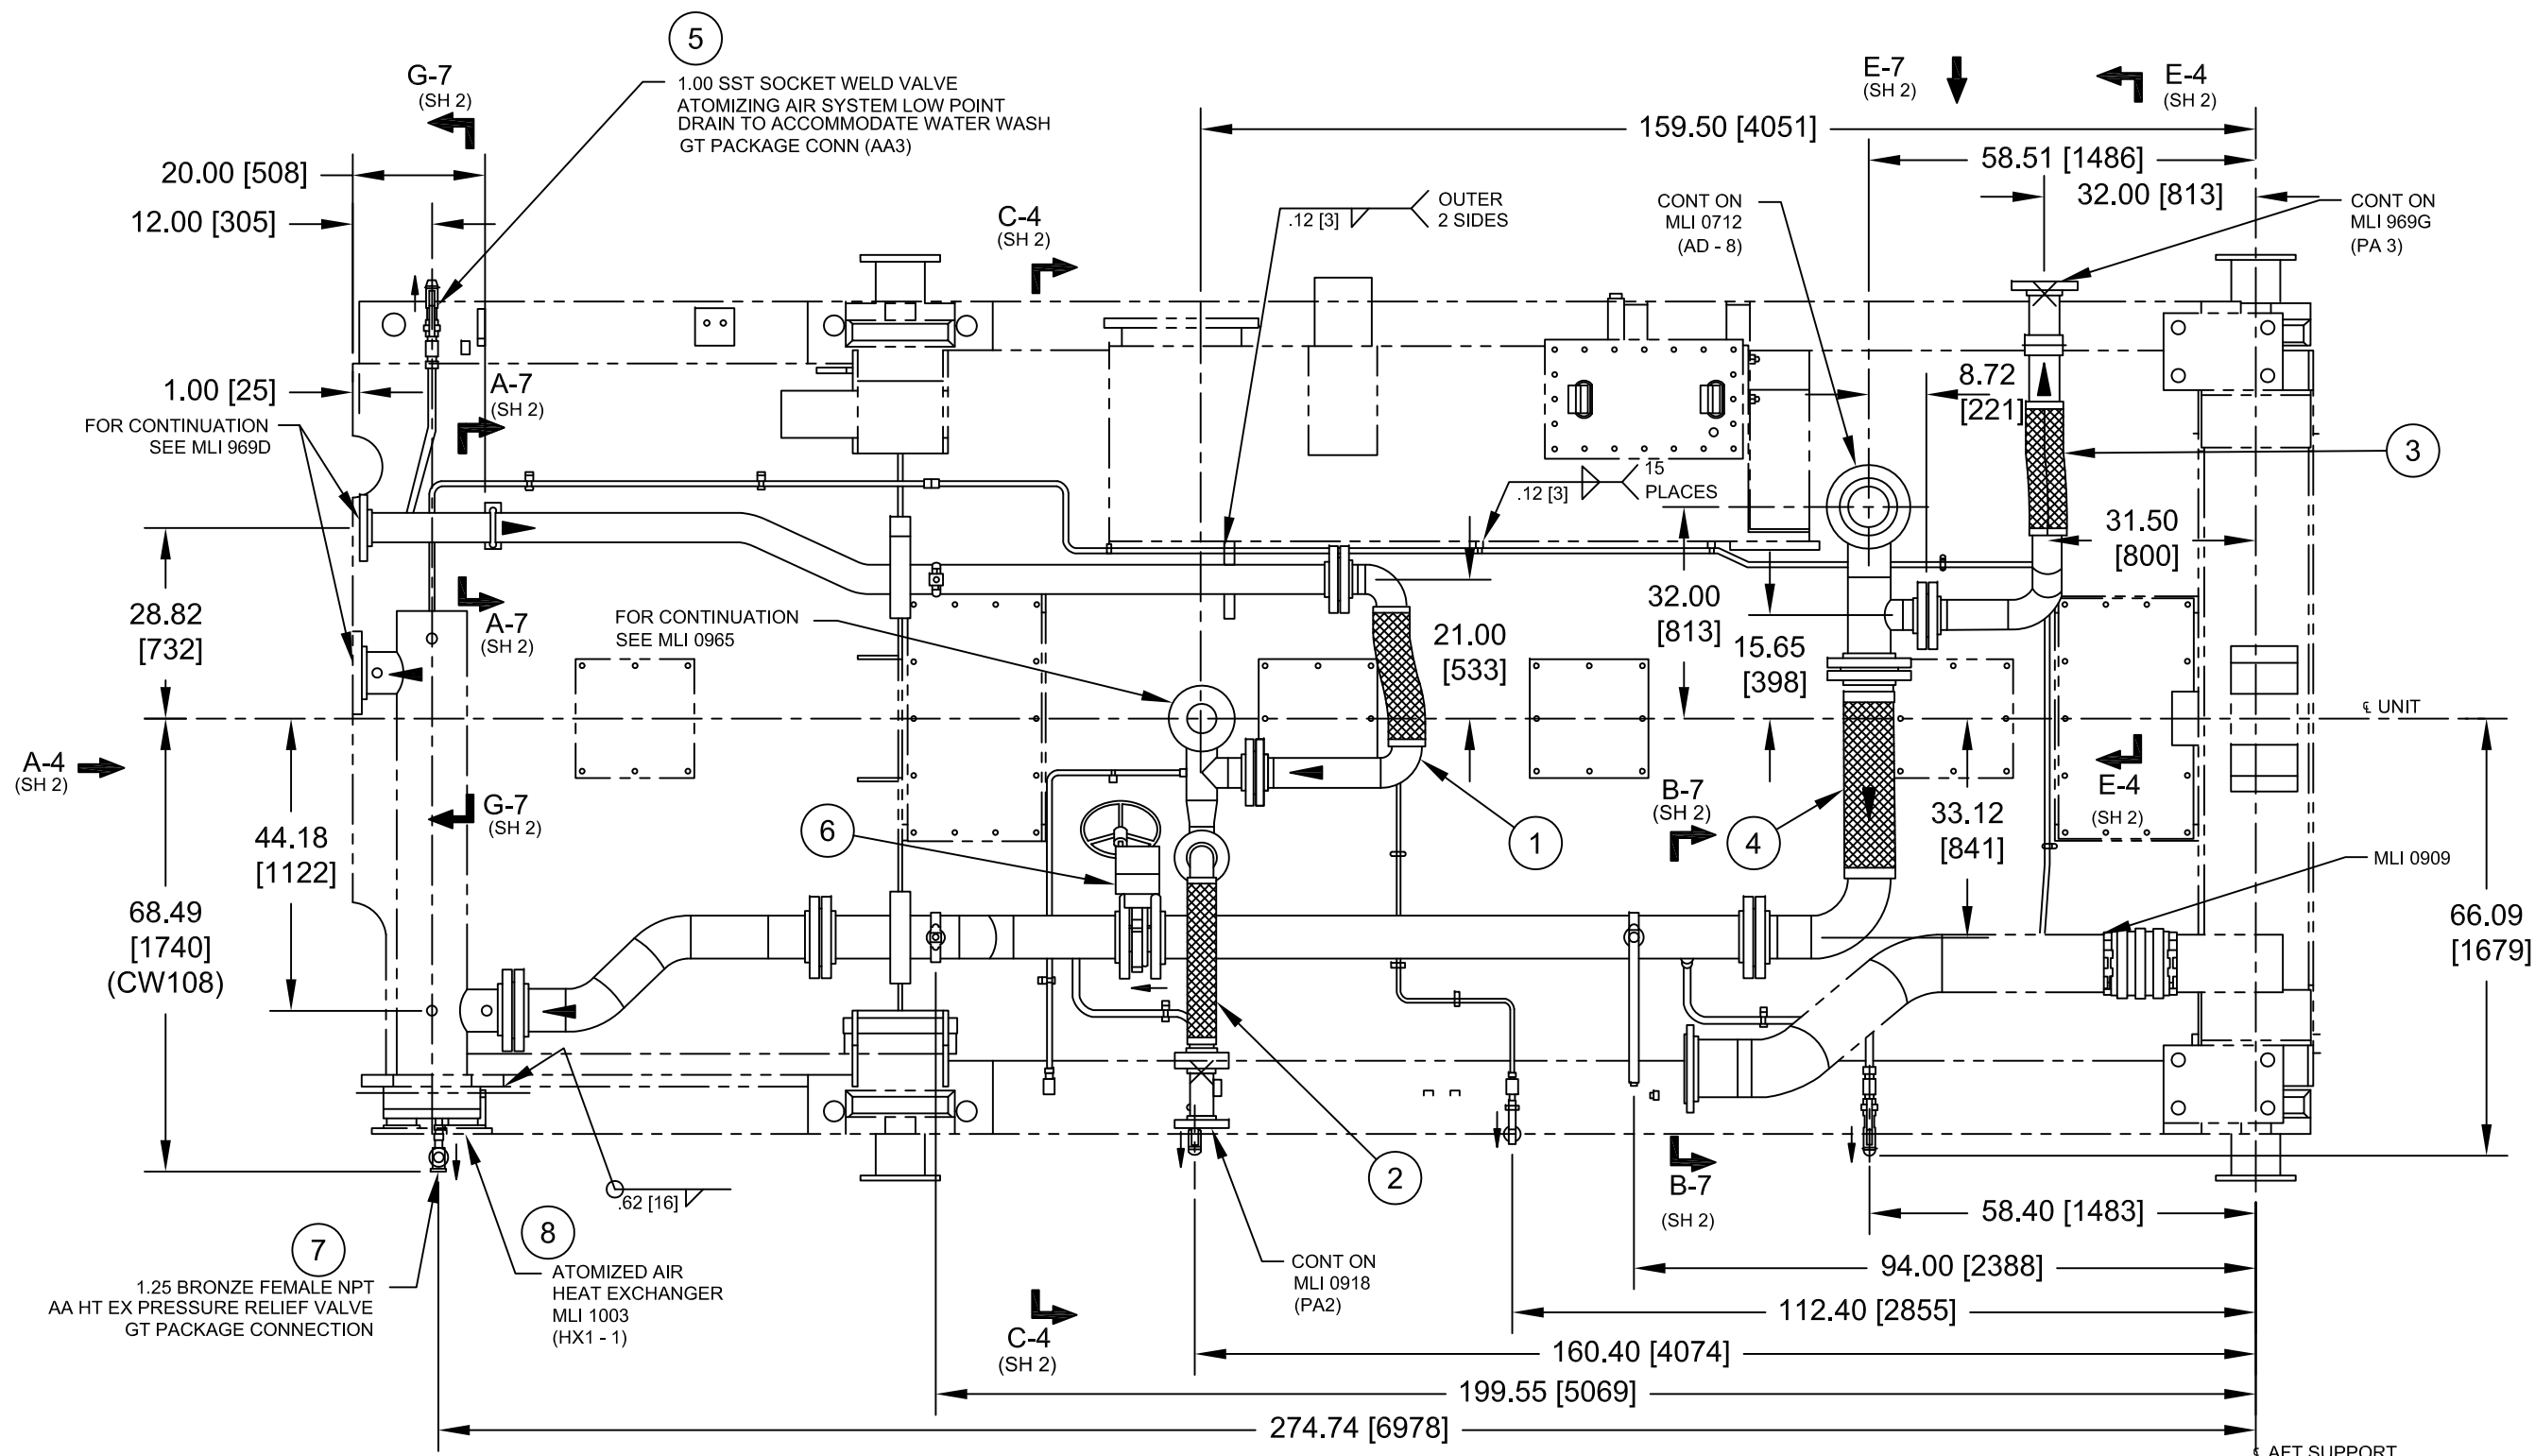 5
1.00 SST SOCKET WELD VALVE
ATOMIZING AIR SYSTEM LOW POINT
DRAIN TO ACCOMMODATE WATER WASH
GT PACKAGE CONN (AA3)
G-7
(SH 2)
E-7
(SH 2)
E-4
(SH 2)
159.50 [4051]
58.51 [1486]
32.00 [813]
20.00 [508]
12.00 [305]
C-4
(SH 2)
.12 [3]
OUTER
2 SIDES
CONT ON
MLI 0712
(AD - 8)
CONT ON
MLI 969G
(PA 3)
1.00 [25]
A-7
(SH 2)
FOR CONTINUATION
SEE MLI 969D
8.72
[221]
3
.12 [3]
15
PLACES
31.50
[800]
28.82
[732]
A-7
(SH 2)
FOR CONTINUATION
SEE MLI 0965
21.00
[533]
32.00
[813]
15.65
[398]
℄ UNIT
A-4
(SH 2)
G-7
(SH 2)
44.18
[1122]
6
1
B-7
(SH 2)
4
33.12
[841]
E-4
(SH 2)
MLI 0909
68.49
[1740]
(CW108)
66.09
[1679]
2
.62 [16]
B-7
(SH 2)
58.40 [1483]
7
1.25 BRONZE FEMALE NPT
AA HT EX PRESSURE RELIEF VALVE
GT PACKAGE CONNECTION
8
ATOMIZED AIR
HEAT EXCHANGER
MLI 1003
(HX1 - 1)
CONT ON
MLI 0918
(PA2)
94.00 [2388]
112.40 [2855]
C-4
(SH 2)
160.40 [4074]
199.55 [5069]
274.74 [6978]
℄ AFT SUPPORT